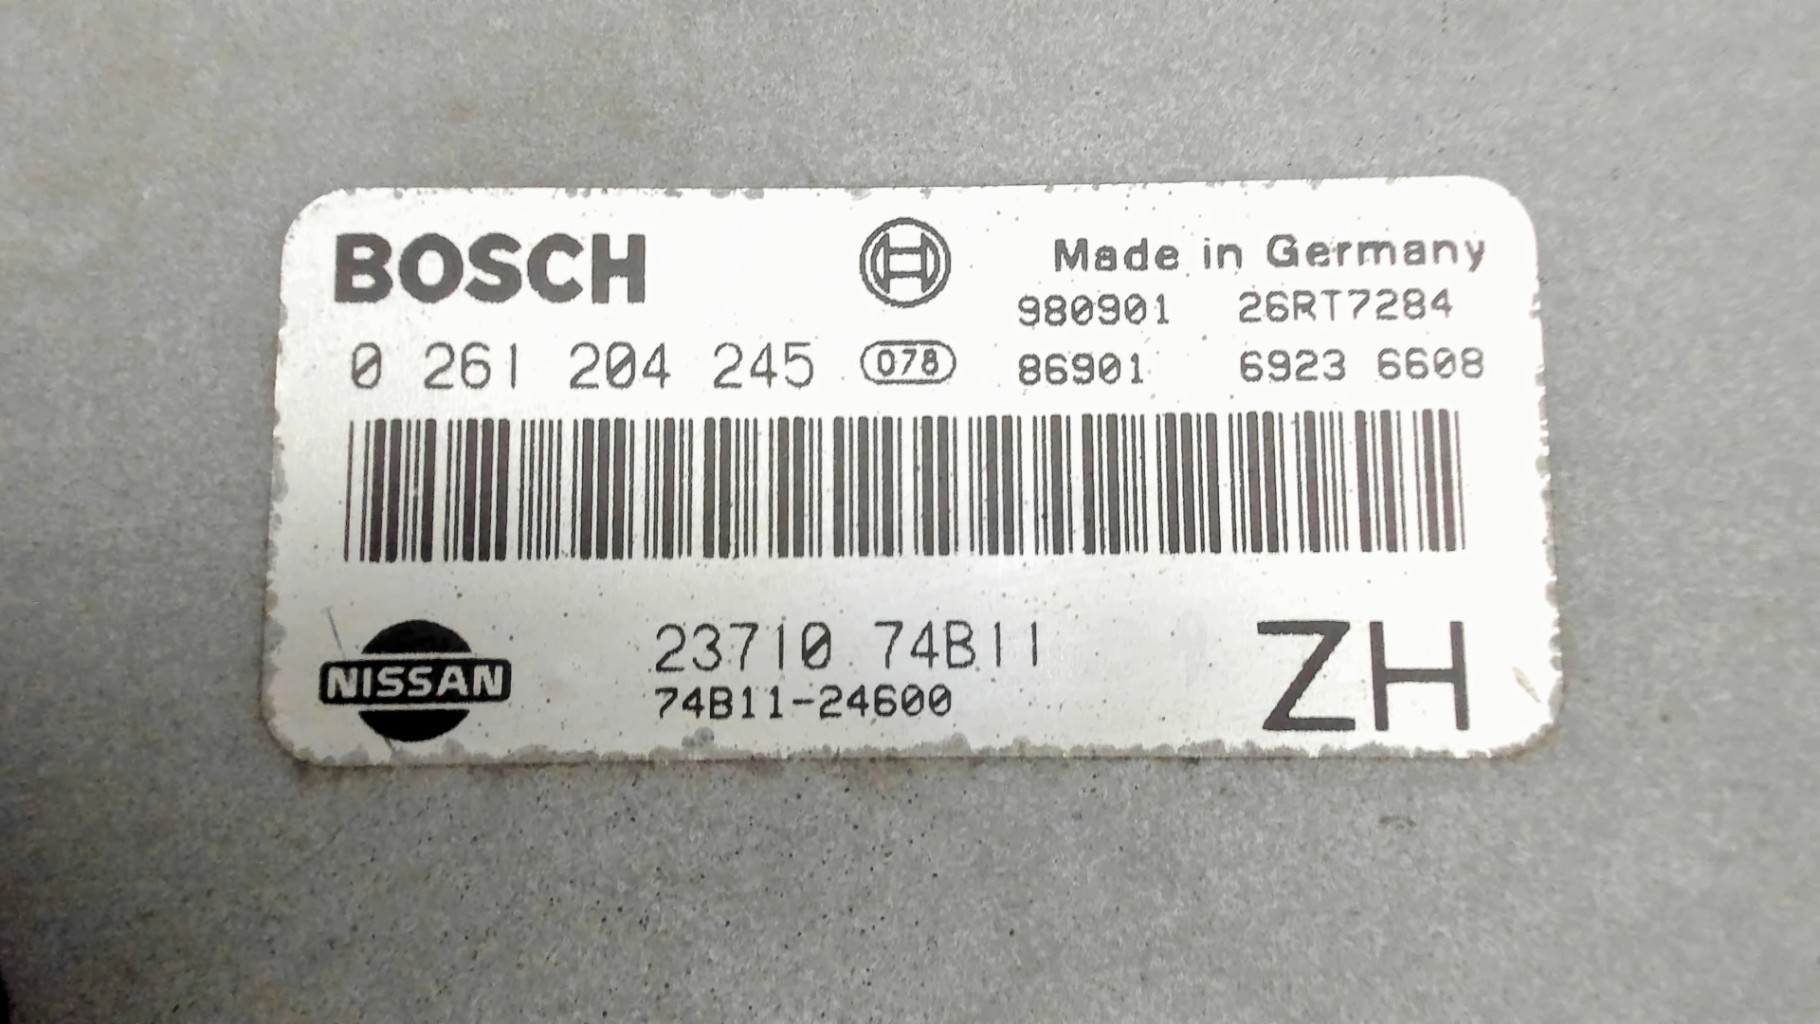 BOSCH Made in Germany
980901 26RT7284
0 261 204 245 078 86901 6923 6608
23710 74B11 ZH
NISSAN
74B11-24600